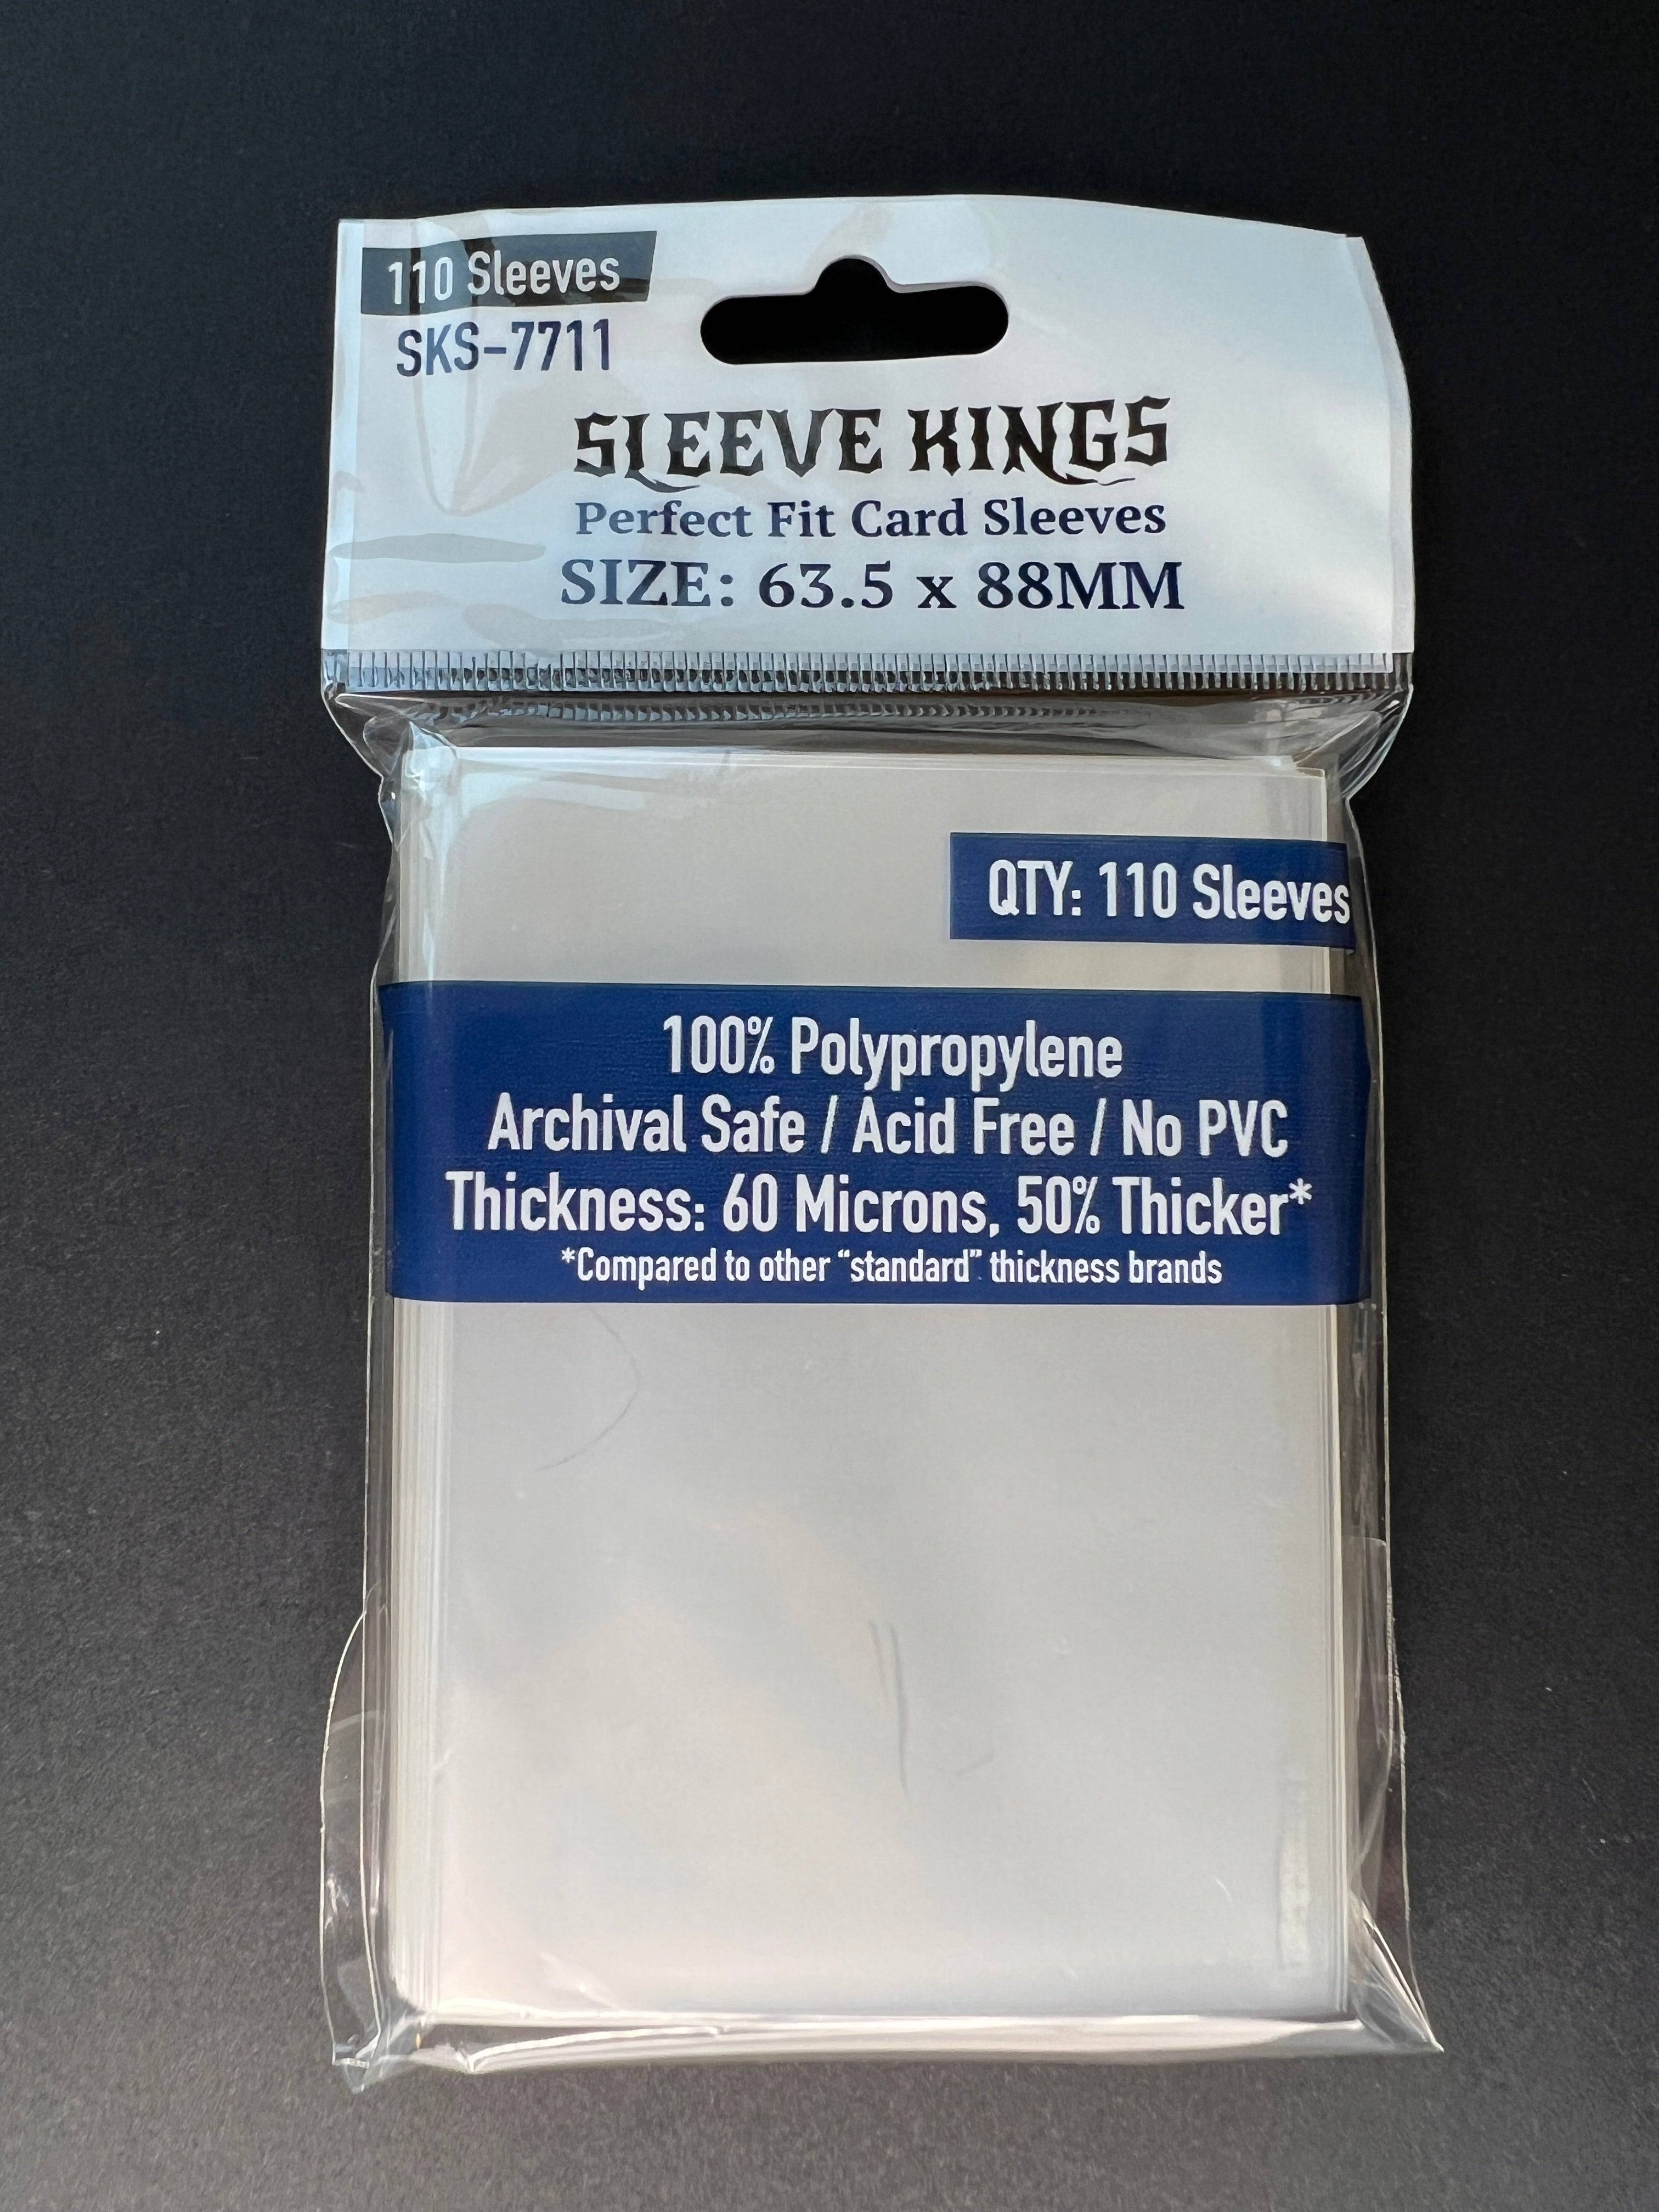 110 Sleeves
SKS-7711
SLEEVE KINGS
Perfect Fit Card Sleeves
SIZE: 63.5 x 88MM
QTY: 110 Sleeves
100% Polypropylene
Archival Safe / Acid Free / No PVC
Thickness: 60 Microns, 50% Thicker*
*Compared to other “standard” thickness brands